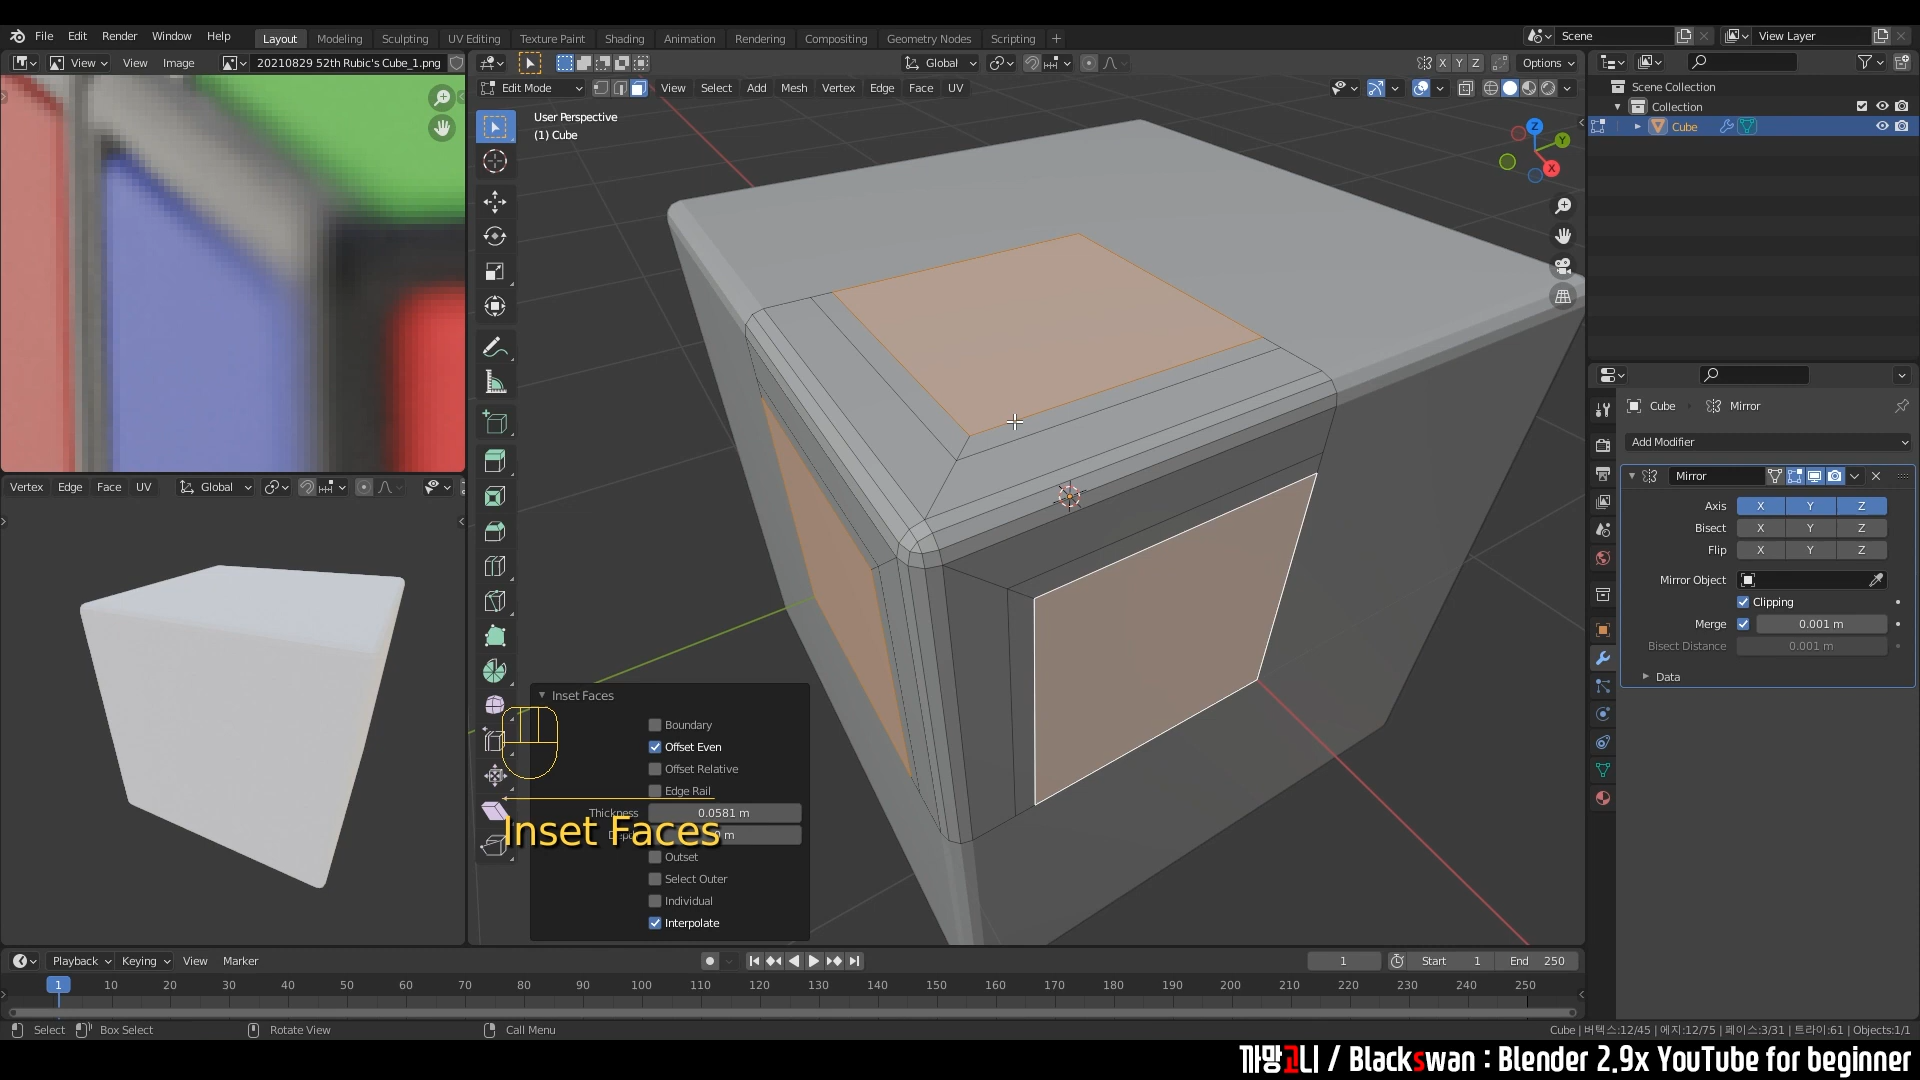 File Edit Render Window Help
Layout Modeling Sculpting UV Editing Texture Paint Shading Animation Rendering Compositing Geometry Nodes Scripting +
Scene
View Layer
View View Image 20210829 52th Rubic's Cube_1.png
Global
X Y Z
Options
Edit Mode
View Select Add Mesh Vertex Edge Face UV
User Perspective
(1) Cube
Z
Y
X
Scene Collection
Collection
Cube
Vertex Edge Face UV Global
Cube Mirror
Add Modifier
Mirror
Axis X Y Z
Bisect X Y Z
Flip X Y Z
Mirror Object
Clipping
Merge 0.001 m
Bisect Distance 0.001 m
Data
Inset Faces
Boundary
Offset Even
Offset Relative
Edge Rail
Thickness 0.0581 m
m
Inset Faces
Outset
Select Outer
Individual
Interpolate
Playback Keying View Marker
1
Start 1
End 250
1 10 20 30 40 50 60 70 80 90 100 110 120 130 140 150 160 170 180 190 200 210 220 230 240 250
Select Box Select Rotate View Call Menu
Cube | 버텍스:12/45 | 에지:12/75 | 페이스:3/31 | 트라이:61 | Objects:1/1
까망고니 / Blackswan : Blender 2.9x YouTube for beginner